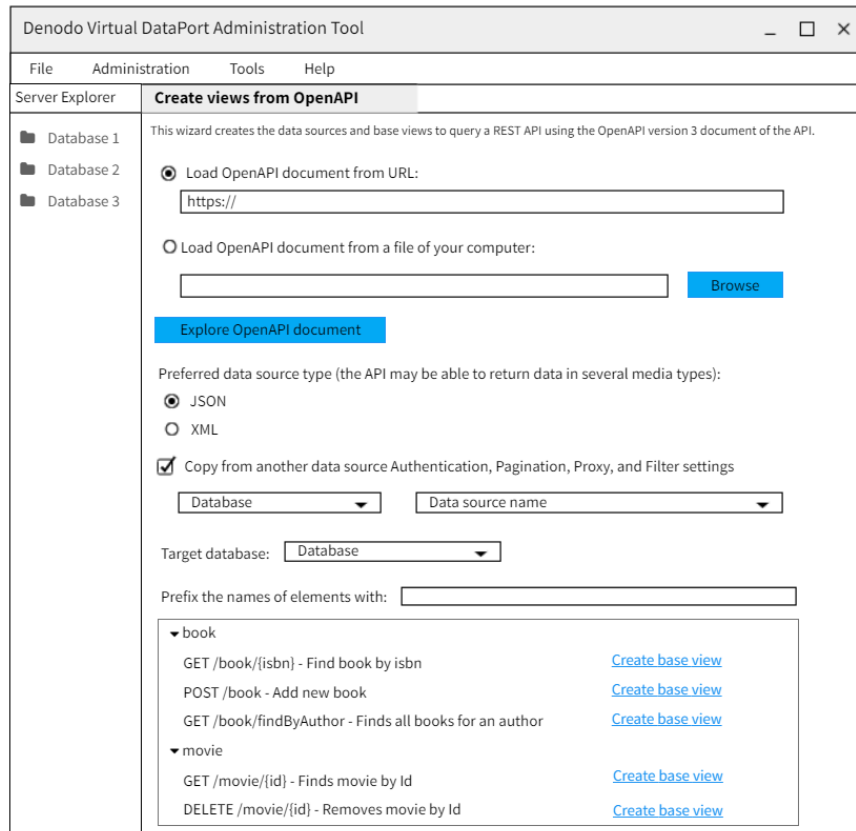 Denodo Virtual DataPort Administration Tool
File Administration Tools Help
Server Explorer
Create views from OpenAPI
Database 1
Database 2
Database 3
This wizard creates the data sources and base views to query a REST API using the OpenAPI version 3 document of the API.
Load OpenAPI document from URL:
https://
Load OpenAPI document from a file of your computer:
Browse
Explore OpenAPI document
Preferred data source type (the API may be able to return data in several media types):
JSON
XML
Copy from another data source Authentication, Pagination, Proxy, and Filter settings
Database Data source name
Target database: Database
Prefix the names of elements with:
book
GET /book/{isbn} - Find book by isbn Create base view
POST /book - Add new book Create base view
GET /book/findByAuthor - Finds all books for an author Create base view
movie
GET /movie/{id} - Finds movie by Id Create base view
DELETE /movie/{id} - Removes movie by Id Create base view